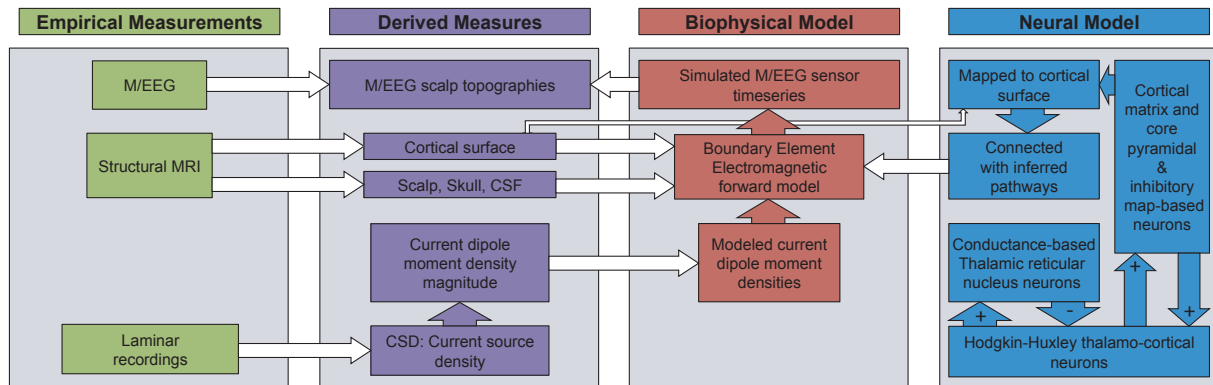 Empirical Measurements
Derived Measures
Biophysical Model
Neural Model
M/EEG
Structural MRI
Laminar
recordings
M/EEG scalp topographies
Cortical surface
Scalp, Skull, CSF
Current dipole
moment density
magnitude
CSD: Current source
density
Simulated M/EEG sensor
timeseries
Boundary Element
Electromagnetic
forward model
Modeled current
dipole moment
densities
Mapped to cortical
surface
Connected
with inferred
pathways
Conductance-based
Thalamic reticular
nucleus neurons
Cortical
matrix and
core
pyramidal
&
inhibitory
map-based
neurons
+
-
+
+
Hodgkin-Huxley thalamo-cortical
neurons